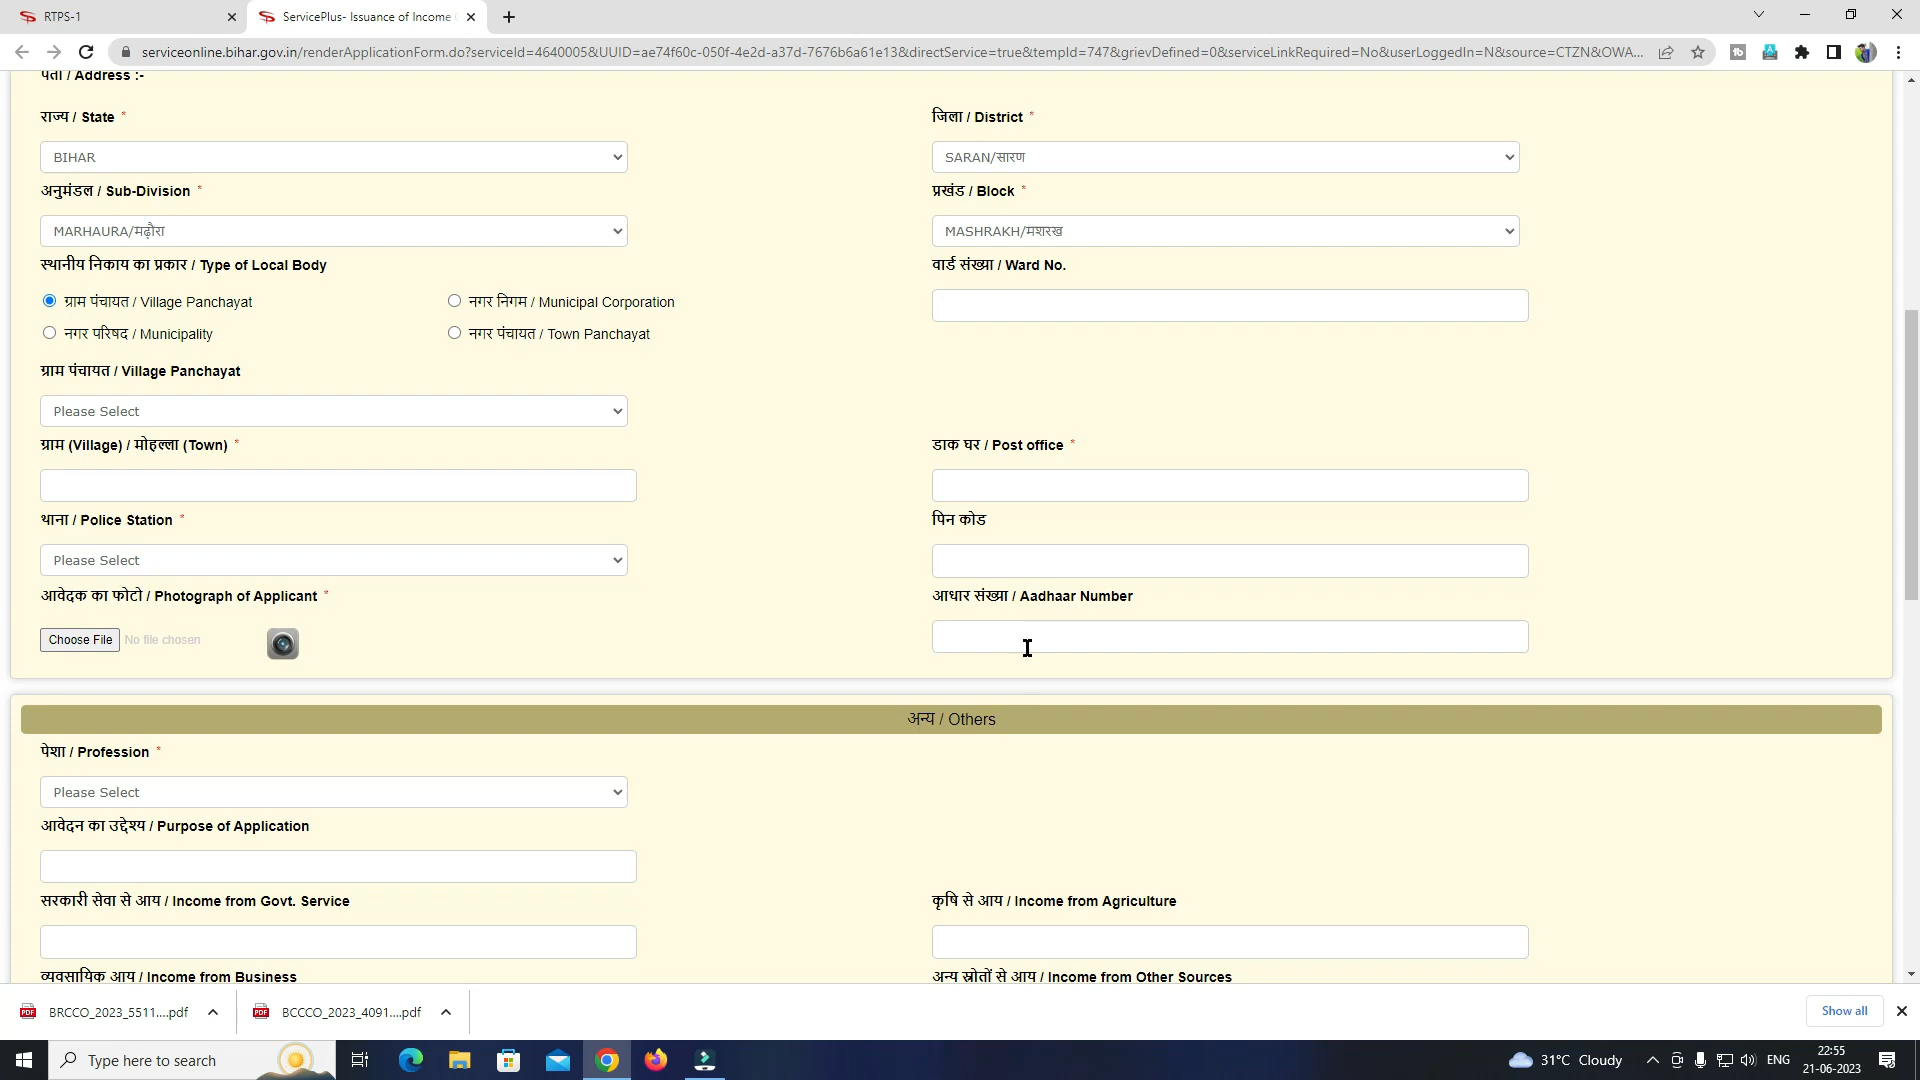 RTPS-1
ServicePlus- Issuance of Income
serviceonline.bihar.gov.in/renderApplicationForm.do?serviceId=4640005&UUID=ae74f60c-050f-4e2d-a37d-7676b6a61e13&directService=true&tempId=747&grievDefined=0&serviceLinkRequired=No&userLoggedIn=N&source=CTZN&OWA...
पता / Address :-
राज्य / State *
जिला / District *
BIHAR
SARAN/सारण
अनुमंडल / Sub-Division *
प्रखंड / Block *
MARHAURA/मढ़ौरा
MASHRAKH/मशरख
स्थानीय निकाय का प्रकार / Type of Local Body
वार्ड संख्या / Ward No.
ग्राम पंचायत / Village Panchayat
नगर निगम / Municipal Corporation
नगर परिषद / Municipality
नगर पंचायत / Town Panchayat
ग्राम पंचायत / Village Panchayat
Please Select
ग्राम (Village) / मोहल्ला (Town) *
डाक घर / Post office *
थाना / Police Station *
पिन कोड
Please Select
आवेदक का फोटो / Photograph of Applicant *
आधार संख्या / Aadhaar Number
Choose File No file chosen
अन्य / Others
पेशा / Profession *
Please Select
आवेदन का उद्देश्य / Purpose of Application
सरकारी सेवा से आय / Income from Govt. Service
कृषि से आय / Income from Agriculture
व्यवसायिक आय / Income from Business
अन्य स्रोतों से आय / Income from Other Sources
BRCCO_2023_5511....pdf
BCCCO_2023_4091....pdf
Show all
Type here to search
31°C Cloudy
ENG
22:55
21-06-2023